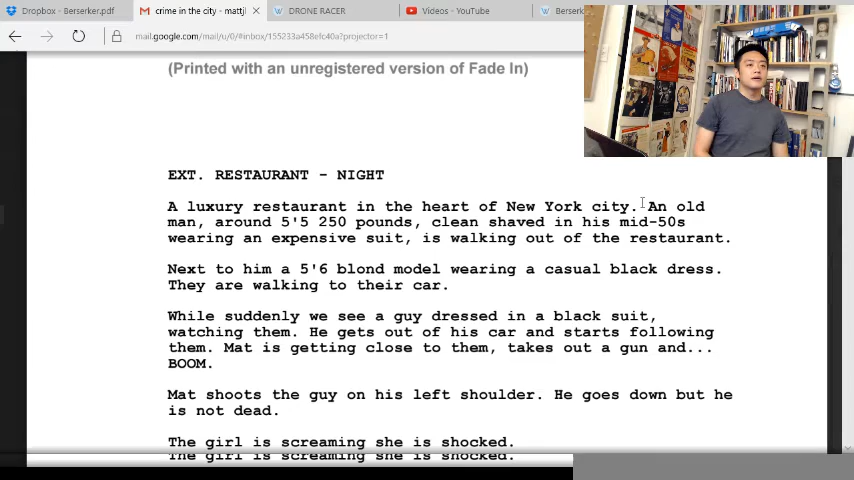 Dropbox - Berserker.pdf
crime in the city - mattjl
DRONE RACER
Videos - YouTube
Berserk
mail.google.com/mail/u/0/#inbox/155233a458efc40a?projector=1
(Printed with an unregistered version of Fade In)
EXT. RESTAURANT - NIGHT
A luxury restaurant in the heart of New York city. An old
man, around 5'5 250 pounds, clean shaved in his mid-50s
wearing an expensive suit, is walking out of the restaurant.
Next to him a 5'6 blond model wearing a casual black dress.
They are walking to their car.
While suddenly we see a guy dressed in a black suit,
watching them. He gets out of his car and starts following
them. Mat is getting close to them, takes out a gun and...
BOOM.
Mat shoots the guy on his left shoulder. He goes down but he
is not dead.
The girl is screaming she is shocked.
The girl is screaming she is shocked.